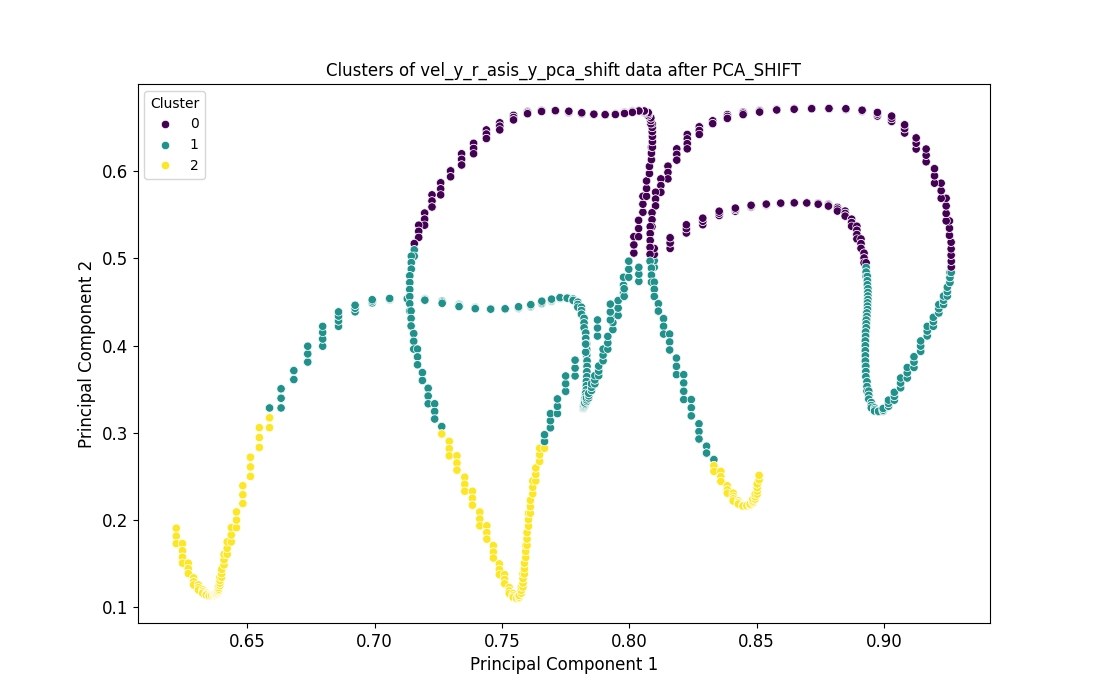 Clusters of vel_y_r_asis_y_pca_shift data after PCA_SHIFT
Cluster
0
1
2
Principal Component 2
0.6
0.5
0.4
0.3
0.2
0.1
0.65 0.70 0.75 0.80 0.85 0.90
Principal Component 1